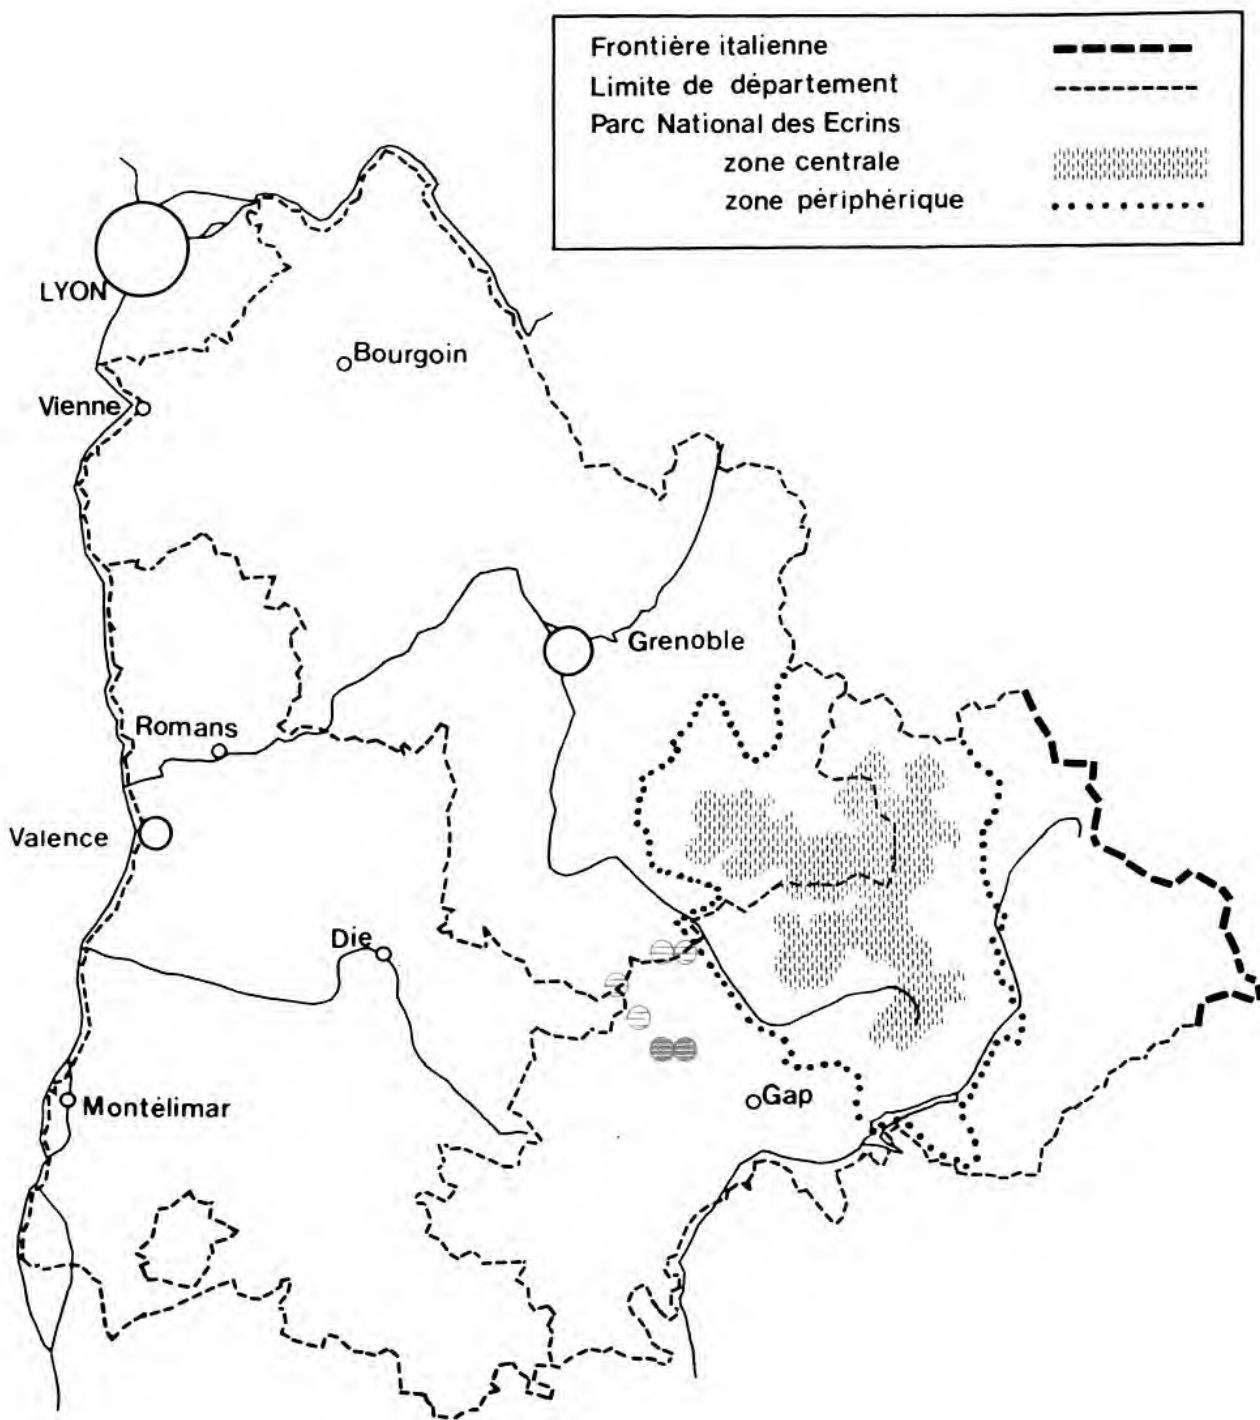 Frontière italienne
Limite de département
Parc National des Ecrins
zone centrale
zone périphérique
LYON
Bourgoin
Vienne
Grenoble
Romans
Valence
Die
Montélimar
Gap